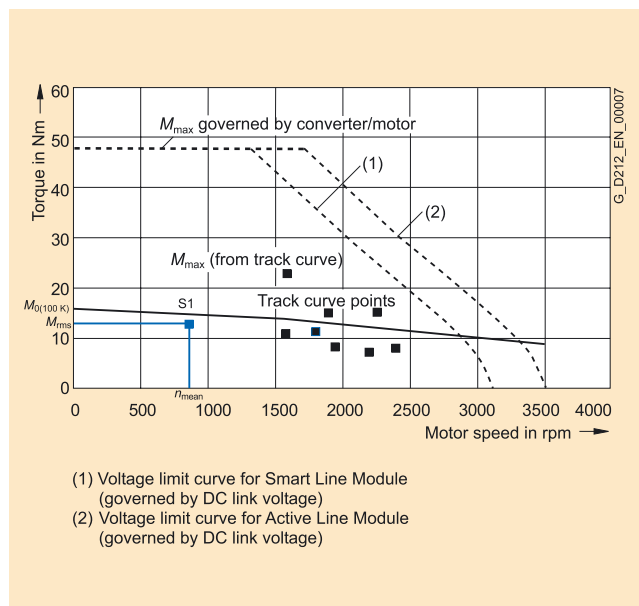 60
50
40
30
20
10
0
Torque in Nm
G_D212_EN_00007
Mmax governed by converter/motor
(1)
(2)
Mmax (from track curve)
S1
Track curve points
M0(100 K)
Mrms
nmean
0 500 1000 1500 2000 2500 3000 3500 4000
Motor speed in rpm
(1) Voltage limit curve for Smart Line Module
(governed by DC link voltage)
(2) Voltage limit curve for Active Line Module
(governed by DC link voltage)